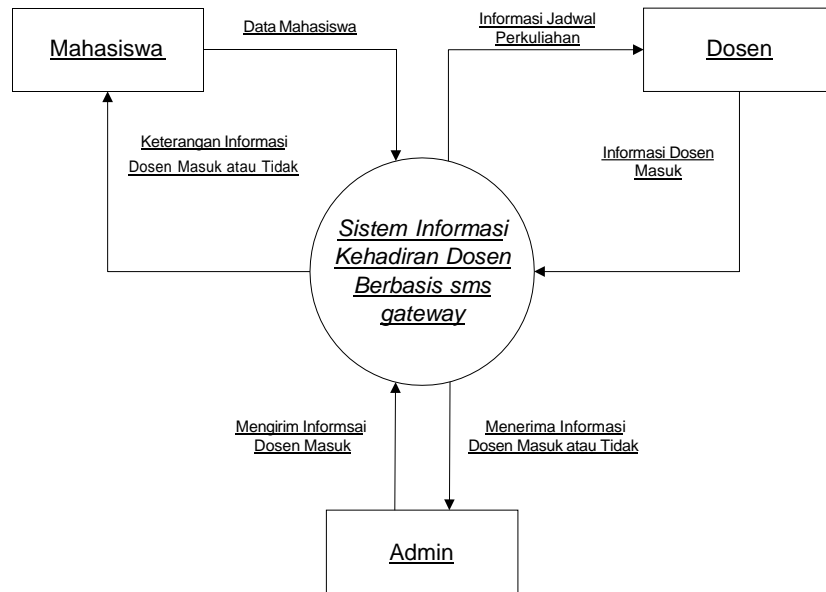 Mahasiswa
Data Mahasiswa
Informasi Jadwal
Perkuliahan
Dosen
Keterangan Informasi
Dosen Masuk atau Tidak
Informasi Dosen
Masuk
Sistem Informasi
Kehadiran Dosen
Berbasis sms
gateway
Mengirim Informsai
Dosen Masuk
Menerima Informasi
Dosen Masuk atau Tidak
Admin